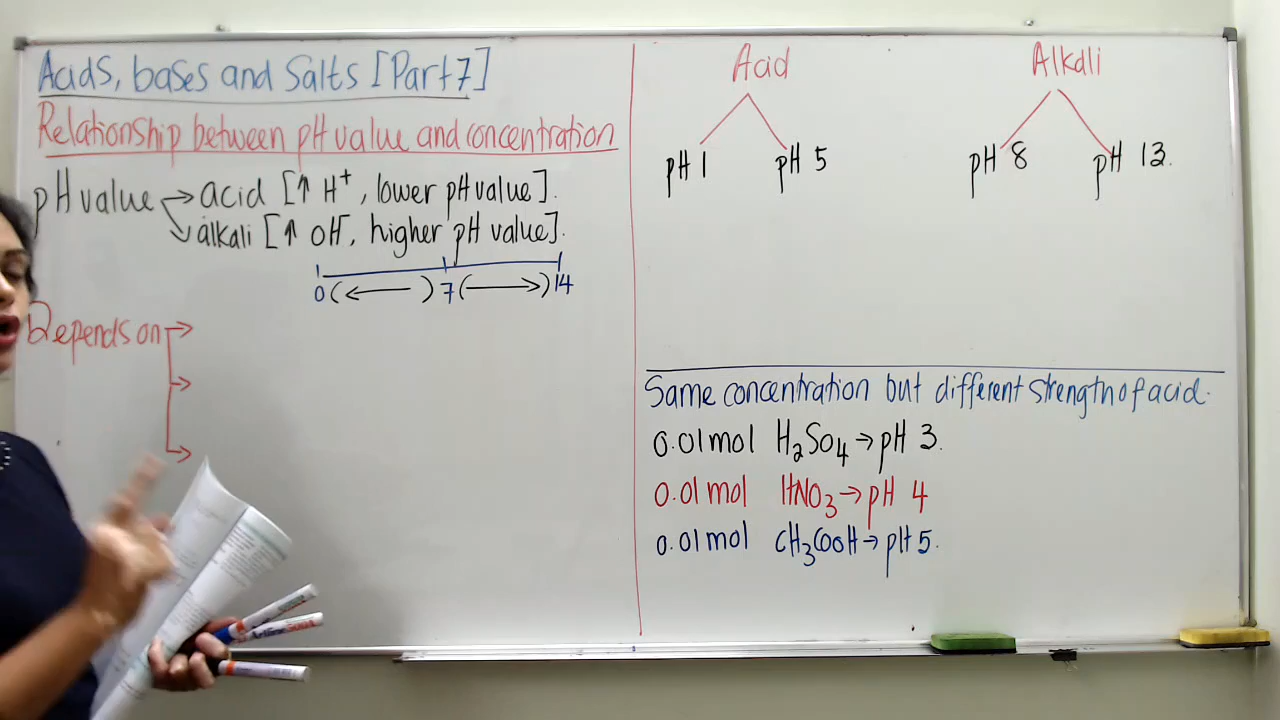 Acids, bases and Salts [Part 7]
Relationship between pH value and concentration
pH value → acid [↑ H⁺, lower pH value].
↘ alkali [↑ OH⁻, higher pH value].
0 (←) 7 (→) 14
Depends on →
→
→
Acid
pH 1 pH 5
Alkali
pH 8 pH 13.
Same concentration but different strength of acid.
0.01 mol H₂SO₄ → pH 3.
0.01 mol HNO₃ → pH 4
0.01 mol CH₃COOH → pH 5.